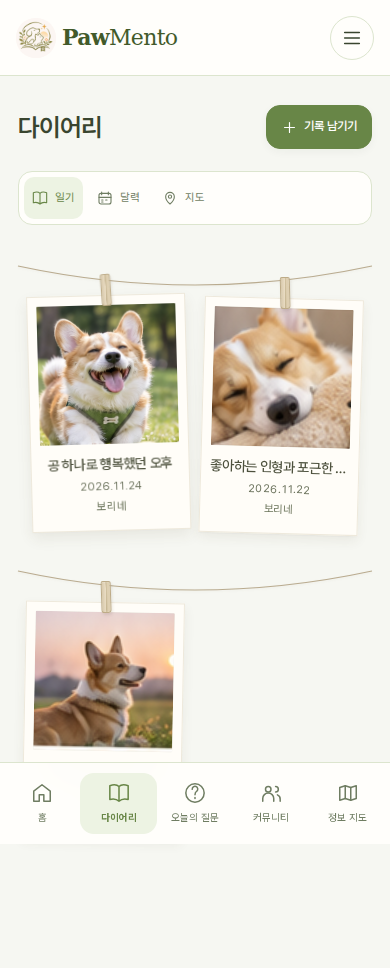 PawMento
다이어리
기록 남기기
일기
달력
지도
공 하나로 행복했던 오후
2026.11.24
보리네
좋아하는 인형과 포근한 ...
2026.11.22
보리네
홈
다이어리
오늘의 질문
커뮤니티
정보 지도